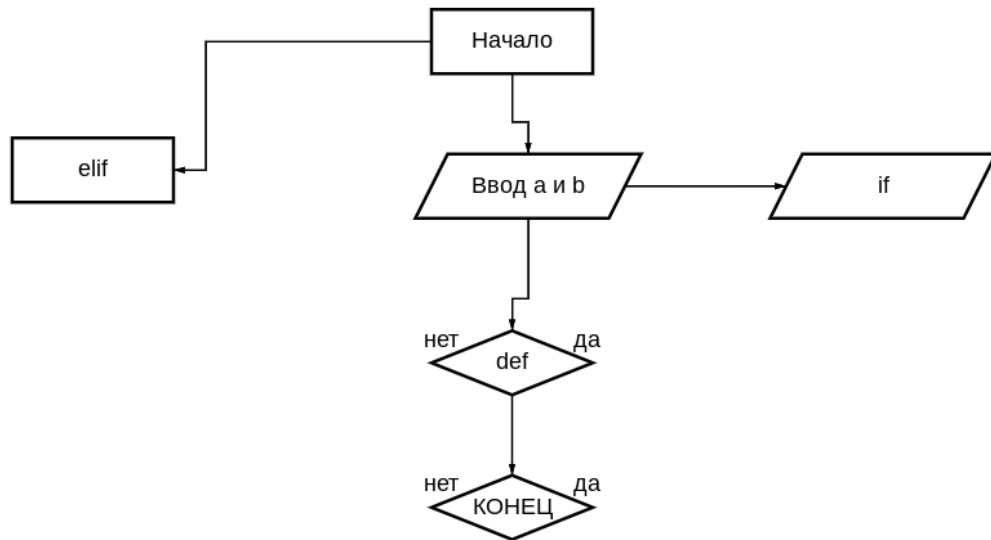 Начало
elif
Ввод a и b
if
нет
да
def
нет
да
КОНЕЦ